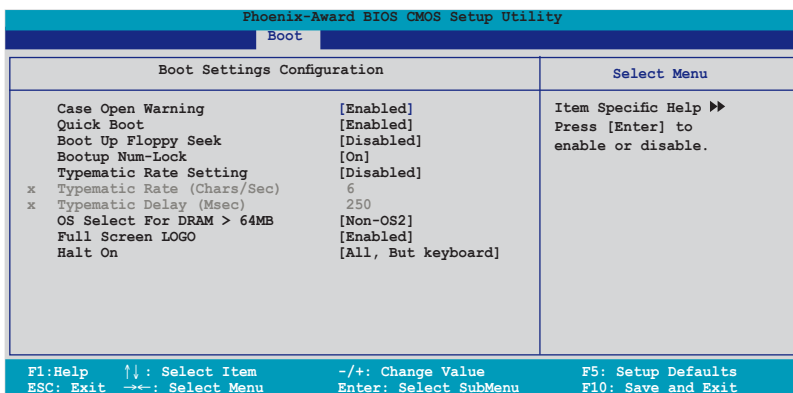 Phoenix-Award BIOS CMOS Setup Utility
Boot
Boot Settings Configuration
Select Menu
Case Open Warning [Enabled]
Quick Boot [Enabled]
Boot Up Floppy Seek [Disabled]
Bootup Num-Lock [On]
Typematic Rate Setting [Disabled]
x Typematic Rate (Chars/Sec) 6
x Typematic Delay (Msec) 250
OS Select For DRAM > 64MB [Non-OS2]
Full Screen LOGO [Enabled]
Halt On [All, But keyboard]
Item Specific Help ▶▶
Press [Enter] to
enable or disable.
F1:Help ↑↓ : Select Item -/+: Change Value F5: Setup Defaults
ESC: Exit →←: Select Menu Enter: Select SubMenu F10: Save and Exit